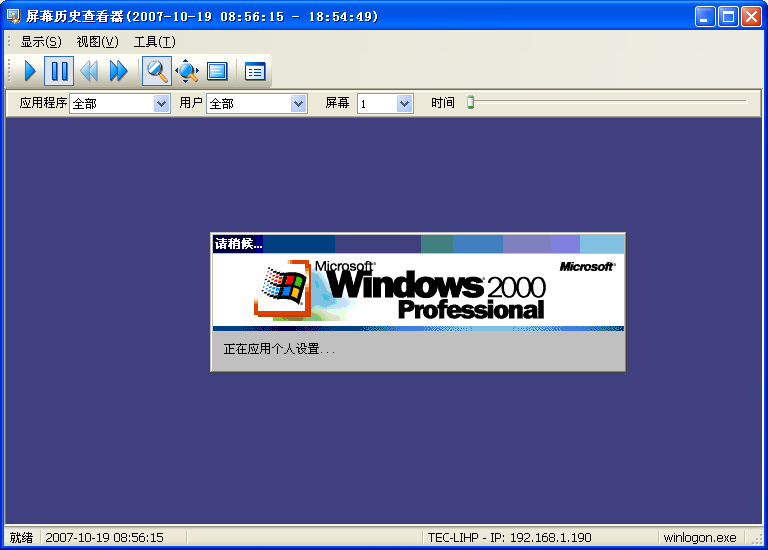 屏幕历史查看器(2007-10-19 08:56:15 - 18:54:49)
显示(S) 视图(V) 工具(T)
应用程序 全部 用户 全部 屏幕 1 时间
请稍候...
Microsoft
Microsoft
Windows 2000
Professional
正在应用个人设置...
就绪 2007-10-19 08:56:15 TEC-LIHP - IP: 192.168.1.190 winlogon.exe